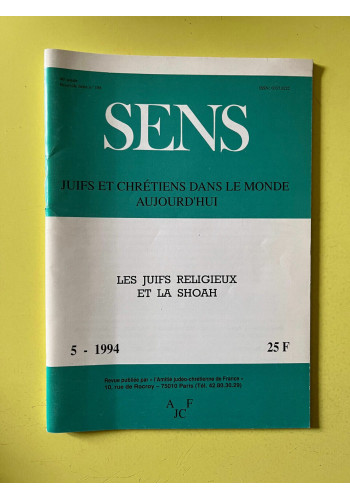 SENS
JUIFS ET CHRÉTIENS DANS LE MONDE
AUJOURD'HUI
LES JUIFS RELIGIEUX
ET LA SHOAH
5 - 1994
25 F
Revue publiée par « l'Amitié judéo-chrétienne de France »
10, rue de Rocroy - 75010 Paris
A F
JC